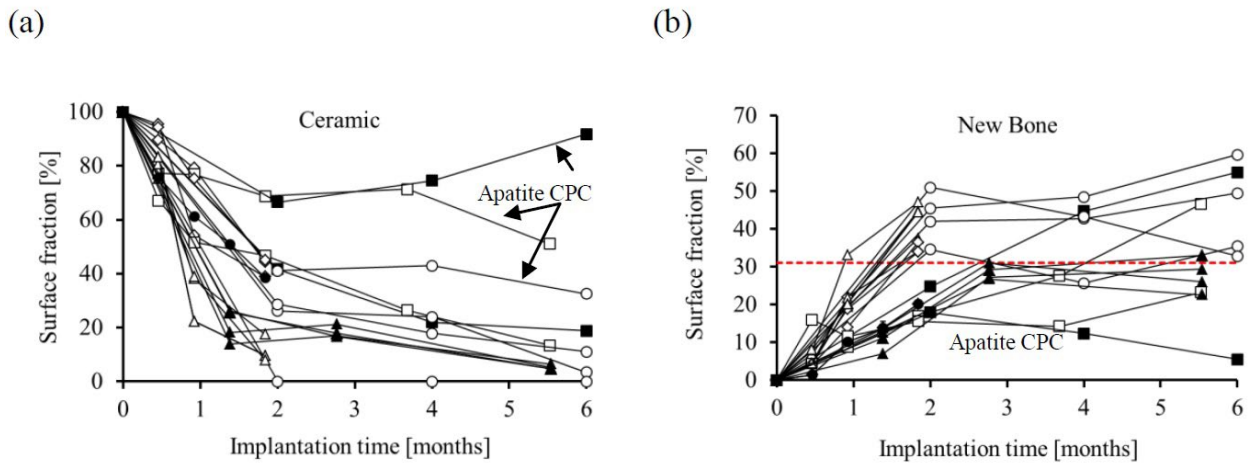 (a)
Ceramic
Apatite CPC
Surface fraction [%]
100
80
60
40
20
0
0 1 2 3 4 5 6
Implantation time [months]
(b)
New Bone
Apatite CPC
Surface fraction [%]
70
60
50
40
30
20
10
0
0 1 2 3 4 5 6
Implantation time [months]